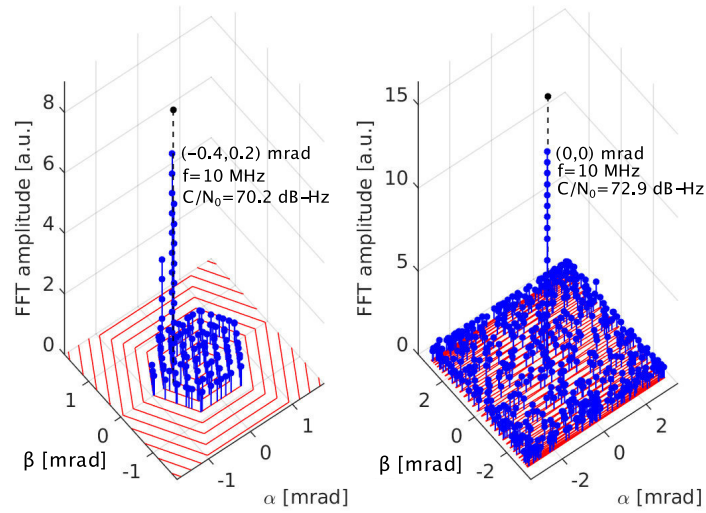 FFT amplitude [a.u.]
8
6
4
2
0
(−0.4,0.2) mrad
f=10 MHz
C/N₀=70.2 dB−Hz
1
0
-1
β [mrad]
-1
0
1
α [mrad]
FFT amplitude [a.u.]
15
10
5
0
(0,0) mrad
f=10 MHz
C/N₀=72.9 dB−Hz
2
0
-2
β [mrad]
-2
0
2
α [mrad]